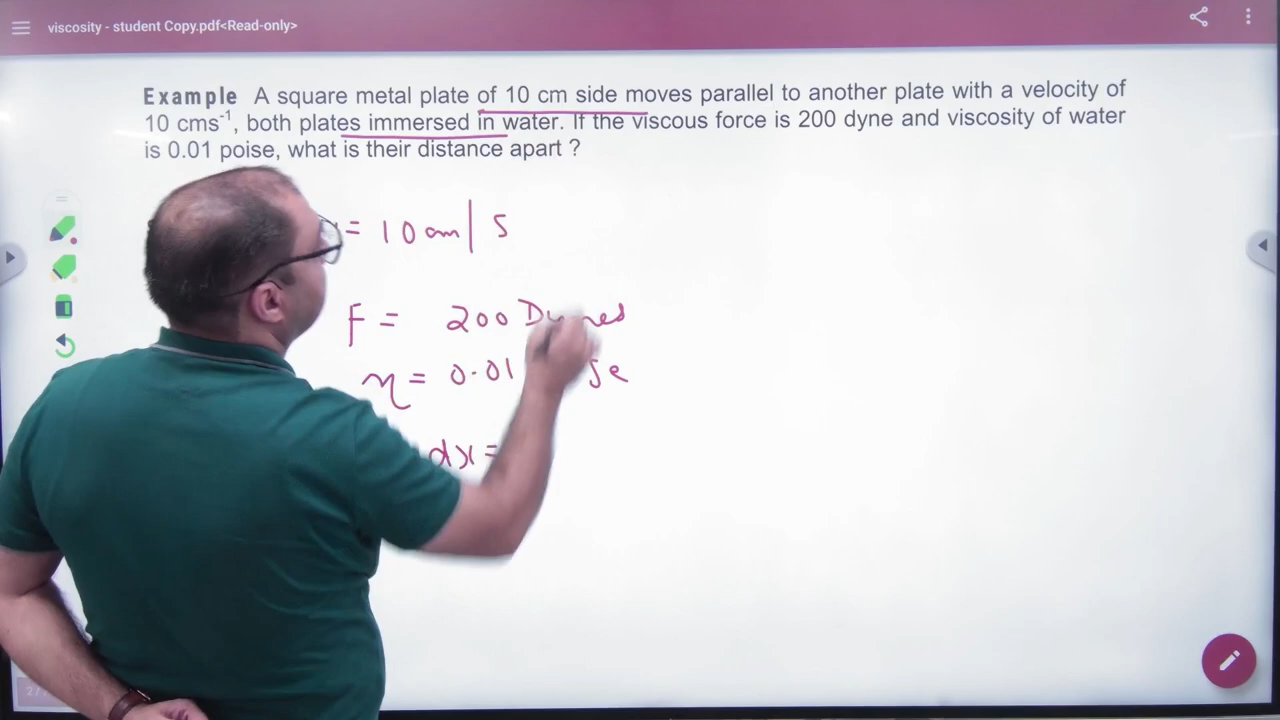 viscosity - student Copy.pdf<Read-only>
Example A square metal plate of 10 cm side moves parallel to another plate with a velocity of
10 cms-1, both plates immersed in water. If the viscous force is 200 dyne and viscosity of water
is 0.01 poise, what is their distance apart ?
= 10 cm/s
F = 200 Dynes
η = 0.01
dx =